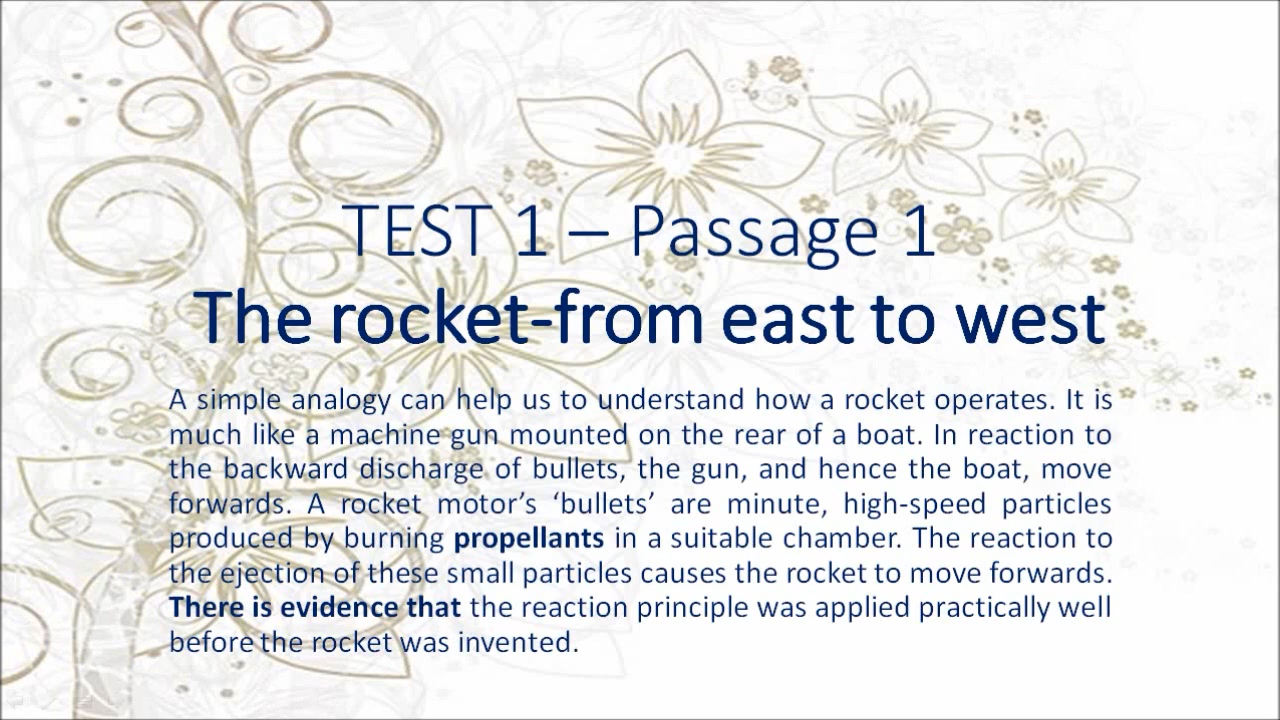 TEST 1 – Passage 1
The rocket-from east to west
A simple analogy can help us to understand how a rocket operates. It is
much like a machine gun mounted on the rear of a boat. In reaction to
the backward discharge of bullets, the gun, and hence the boat, move
forwards. A rocket motor’s ‘bullets’ are minute, high-speed particles
produced by burning propellants in a suitable chamber. The reaction to
the ejection of these small particles causes the rocket to move forwards.
There is evidence that the reaction principle was applied practically well
before the rocket was invented.